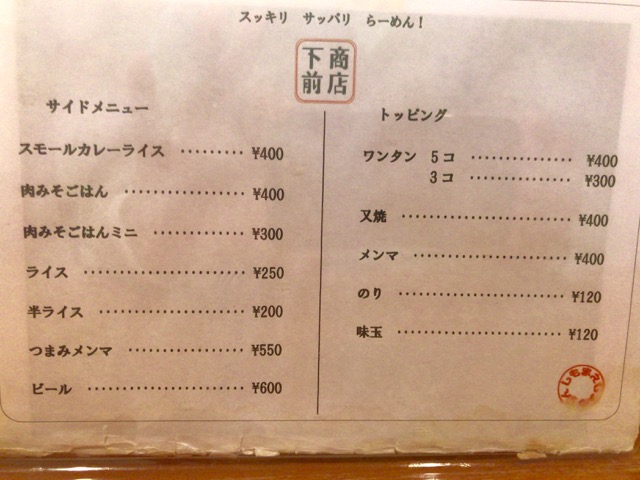 スッキリ サッパリ らーめん！
下前商店
サイドメニュー
スモールカレーライス ········· ¥400
肉みそごはん ··············· ¥400
肉みそごはんミニ ············· ¥300
ライス ···················· ¥250
半ライス ·················· ¥200
つまみメンマ ··············· ¥550
ビール ···················· ¥600
トッピング
ワンタン 5コ ··············· ¥400
3コ ··············· ¥300
叉焼 ······················ ¥400
メンマ ···················· ¥400
のり ······················ ¥120
味玉 ······················ ¥120